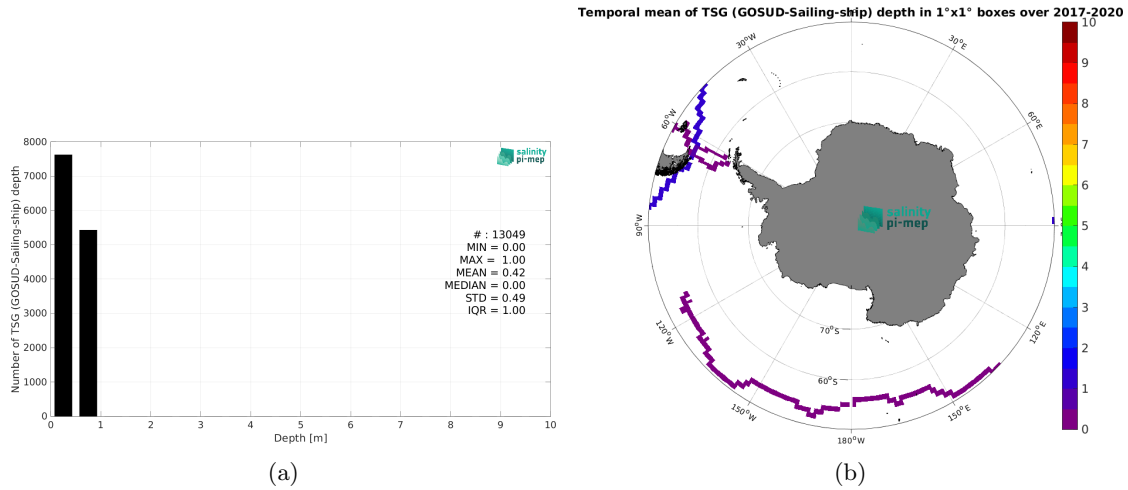 Temporal mean of TSG (GOSUD-Sailing-ship) depth in 1°x1° boxes over 2017-2020
8000
7000
6000
5000
4000
3000
2000
1000
0
Number of TSG (GOSUD-Sailing-ship) depth
0 1 2 3 4 5 6 7 8 9 10
Depth [m]
salinity
pi-mep
# : 13049
MIN = 0.00
MAX = 1.00
MEAN = 0.42
MEDIAN = 0.00
STD = 0.49
IQR = 1.00
(a)
30°W
30°E
60°W
60°E
90°W
120°W
120°E
150°W
150°E
180°W
70°S
60°S
salinity
pi-mep
10
9
8
7
6
5
4
3
2
1
0
(b)